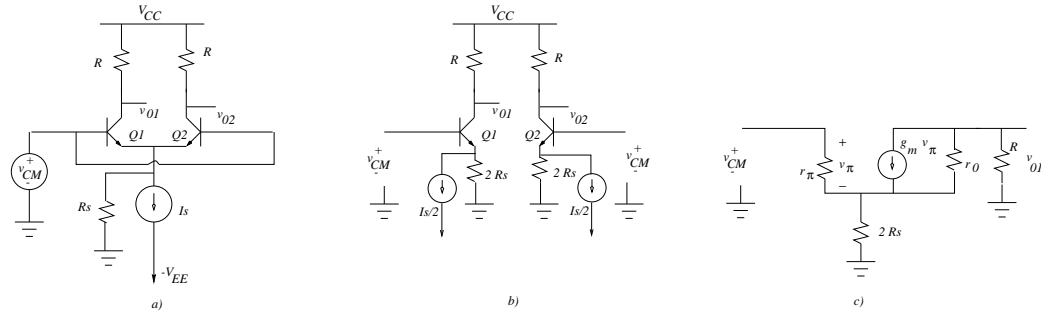 V_CC
R
R
v_01
v_02
Q1
Q2
+
v_CM
-
Rs
Is
-V_EE
a)
V_CC
R
R
v_01
v_02
Q1
Q2
+
v_CM
-
2 Rs
2 Rs
+
v_CM
-
Is/2
Is/2
b)
+
v_CM
-
+
r_π
v_π
−
g_m v_π
r_0
R
v_01
2 Rs
c)